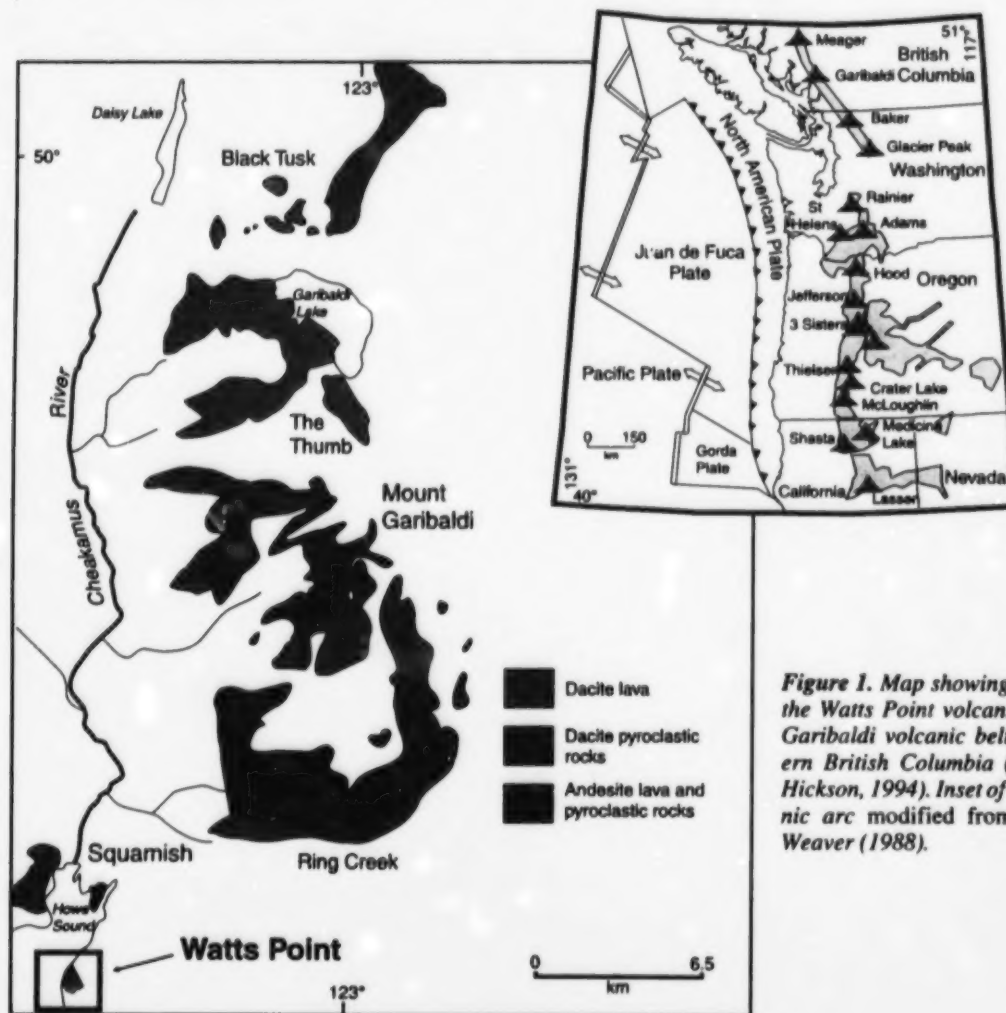 123°
Daisy Lake
50°
Black Tusk
Garibaldi
Lake
The
Thumb
Mount
Garibaldi
River
Cheakamus
Dacite lava
Dacite pyroclastic
rocks
Andesite lava and
pyroclastic rocks
Squamish
Ring Creek
Howe
Sound
Watts Point
0 6.5
km
123°
51°
117°
Meager
British
Columbia
Garibaldi
Baker
Glacier Peak
Washington
Rainier
St
Helens
Adams
North American Plate
Juan de Fuca
Plate
Hood
Oregon
Jefferson
3 Sisters
Pacific Plate
Thielsen
Crater Lake
McLoughlin
0 150
km
Medicine
Lake
Shasta
Gorda
Plate
131°
40°
California
Nevada
Lassen
Figure 1. Map showing
the Watts Point volcan
Garibaldi volcanic bel
ern British Columbia (
Hickson, 1994). Inset of
nic arc modified from
Weaver (1988).